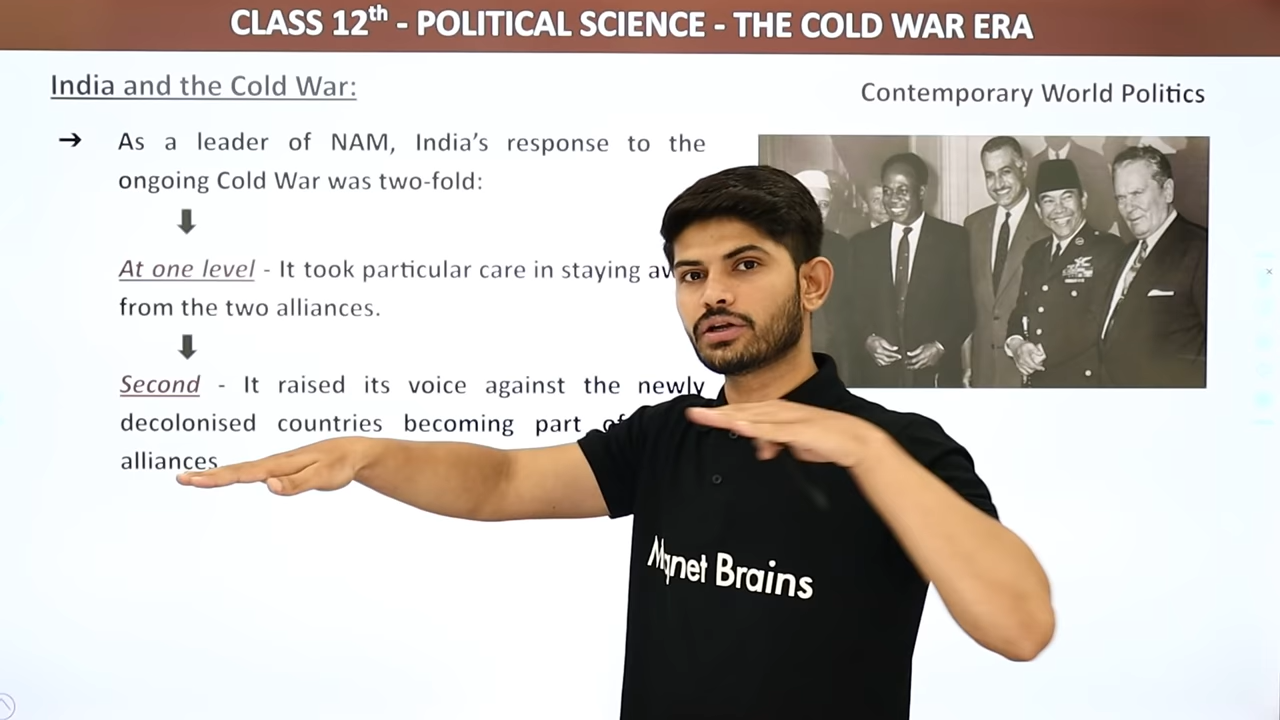 CLASS 12th - POLITICAL SCIENCE - THE COLD WAR ERA
India and the Cold War:
Contemporary World Politics
→ As a leader of NAM, India’s response to the
ongoing Cold War was two-fold:
At one level - It took particular care in staying
from the two alliances.
Second - It raised its voice against the newly
decolonised countries becoming part of
alliances.
Magnet Brains